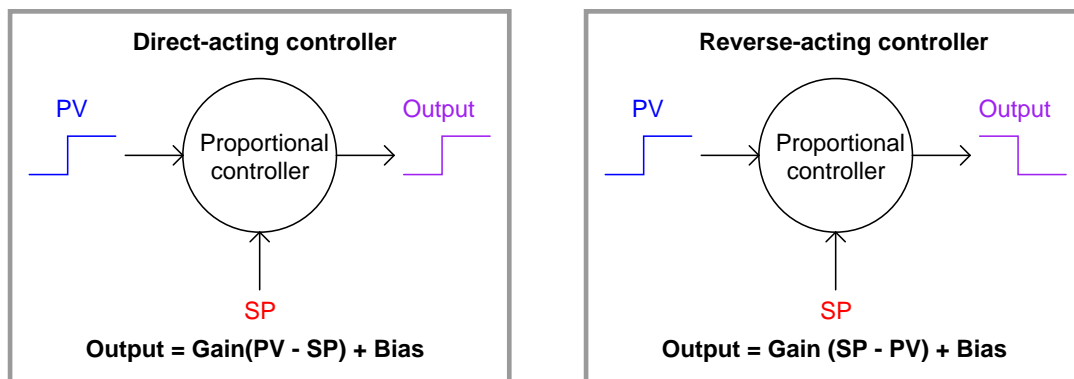 Direct-acting controller
PV
Output
Proportional
controller
SP
Output = Gain(PV - SP) + Bias
Reverse-acting controller
PV
Output
Proportional
controller
SP
Output = Gain (SP - PV) + Bias